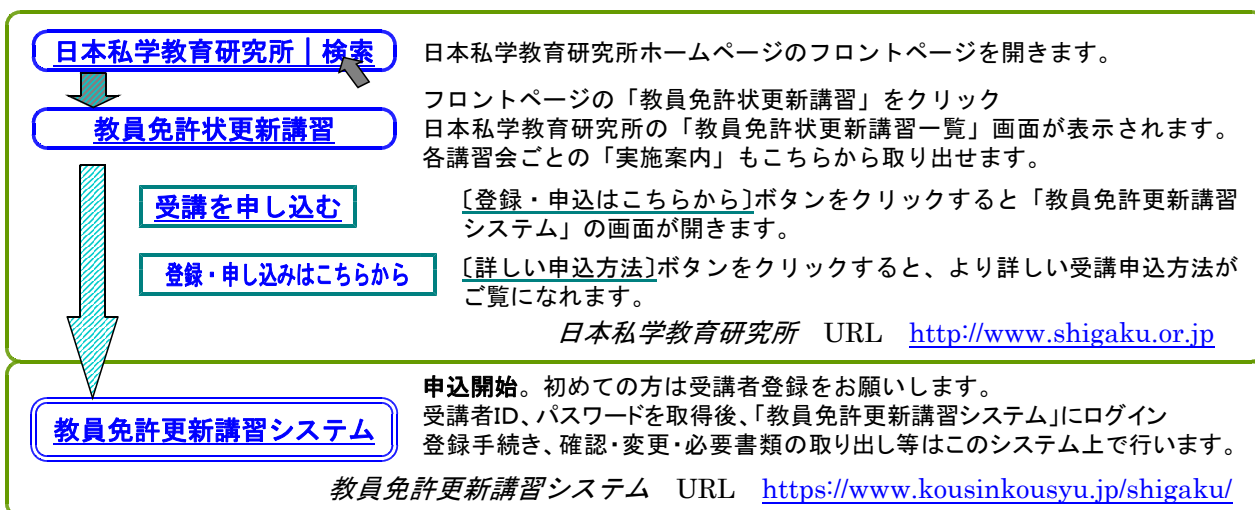 日本私学教育研究所｜検索
日本私学教育研究所ホームページのフロントページを開きます。
フロントページの「教員免許状更新講習」をクリック
教員免許状更新講習
日本私学教育研究所の「教員免許状更新講習一覧」画面が表示されます。
各講習会ごとの「実施案内」もこちらから取り出せます。
受講を申し込む
〔登録・申込はこちらから〕ボタンをクリックすると「教員免許更新講習
システム」の画面が開きます。
登録・申し込みはこちらから
〔詳しい申込方法〕ボタンをクリックすると、より詳しい受講申込方法が
ご覧になれます。
日本私学教育研究所 URL http://www.shigaku.or.jp
申込開始。初めての方は受講者登録をお願いします。
教員免許更新講習システム
受講者ID、パスワードを取得後、「教員免許更新講習システム」にログイン
登録手続き、確認・変更・必要書類の取り出し等はこのシステム上で行います。
教員免許更新講習システム URL https://www.kousinkousyu.jp/shigaku/